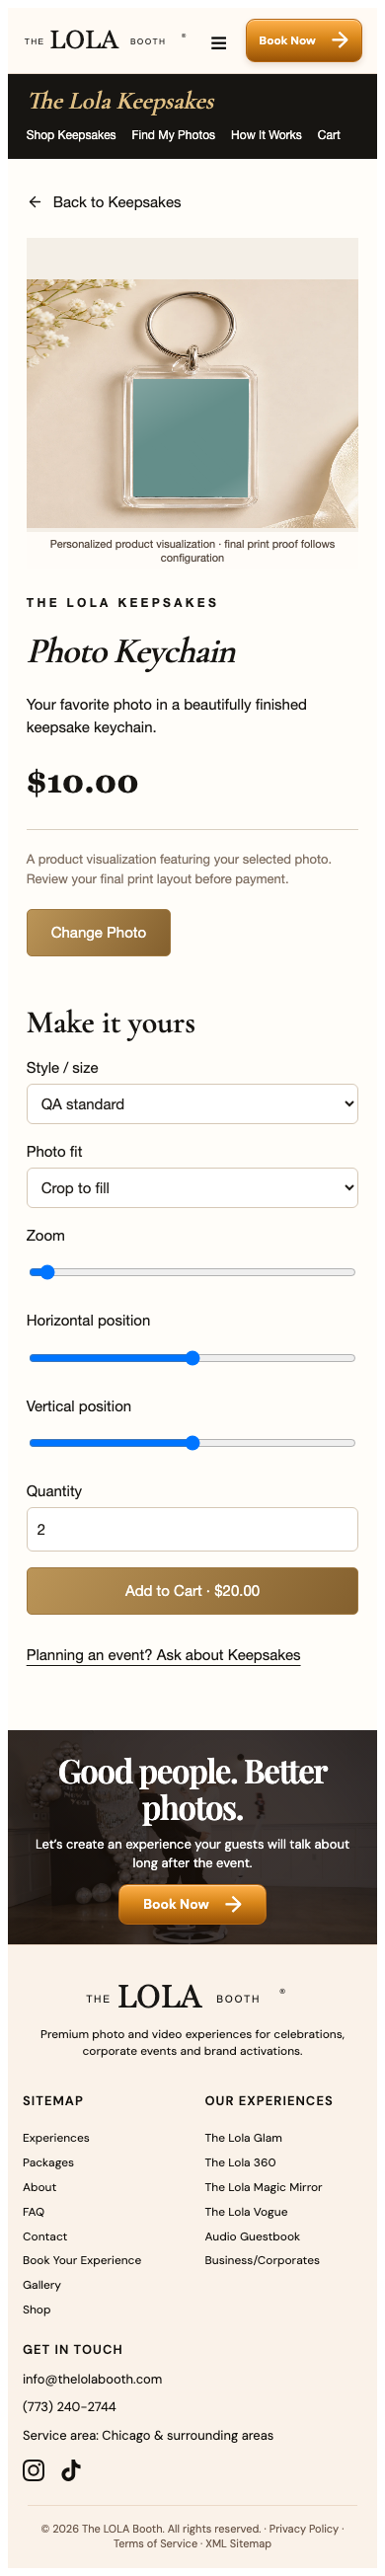 THE LOLA BOOTH ®
Book Now
The Lola Keepsakes
Shop Keepsakes Find My Photos How It Works Cart
Back to Keepsakes
Personalized product visualization · final print proof follows
configuration
THE LOLA KEEPSAKES
Photo Keychain
Your favorite photo in a beautifully finished
keepsake keychain.
$10.00
A product visualization featuring your selected photo.
Review your final print layout before payment.
Change Photo
Make it yours
Style / size
QA standard
Photo fit
Crop to fill
Zoom
Horizontal position
Vertical position
Quantity
2
Add to Cart · $20.00
Planning an event? Ask about Keepsakes
Good people. Better
photos.
Let’s create an experience your guests will talk about
long after the event.
Book Now
THE LOLA BOOTH ®
Premium photo and video experiences for celebrations,
corporate events and brand activations.
SITEMAP
Experiences
Packages
About
FAQ
Contact
Book Your Experience
Gallery
Shop
OUR EXPERIENCES
The Lola Glam
The Lola 360
The Lola Magic Mirror
The Lola Vogue
Audio Guestbook
Business/Corporates
GET IN TOUCH
info@thelolabooth.com
(773) 240-2744
Service area: Chicago & surrounding areas
© 2026 The LOLA Booth. All rights reserved. · Privacy Policy ·
Terms of Service · XML Sitemap